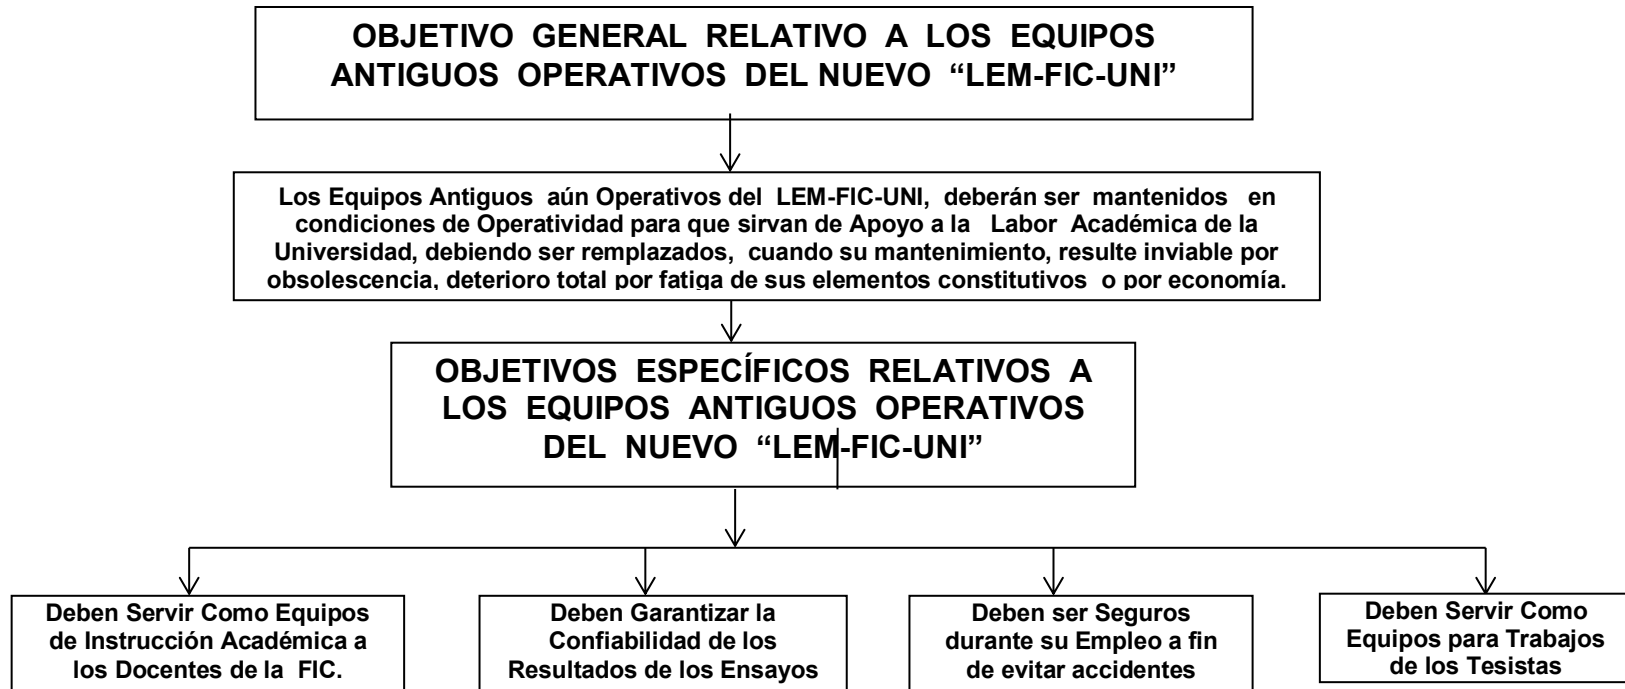 OBJETIVO GENERAL RELATIVO A LOS EQUIPOS
ANTIGUOS OPERATIVOS DEL NUEVO “LEM-FIC-UNI”
Los Equipos Antiguos aún Operativos del LEM-FIC-UNI, deberán ser mantenidos en
condiciones de Operatividad para que sirvan de Apoyo a la Labor Académica de la
Universidad, debiendo ser remplazados, cuando su mantenimiento, resulte inviable por
obsolescencia, deterioro total por fatiga de sus elementos constitutivos o por economía.
OBJETIVOS ESPECÍFICOS RELATIVOS A
LOS EQUIPOS ANTIGUOS OPERATIVOS
DEL NUEVO “LEM-FIC-UNI”
Deben Servir Como Equipos
de Instrucción Académica a
los Docentes de la FIC.
Deben Garantizar la
Confiabilidad de los
Resultados de los Ensayos
Deben ser Seguros
durante su Empleo a fin
de evitar accidentes
Deben Servir Como
Equipos para Trabajos
de los Tesistas